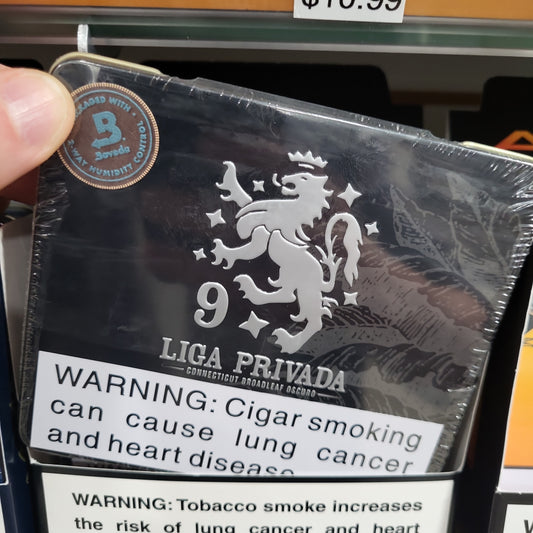 $10.99
PACKAGED WITH
B
Boveda
2-WAY HUMIDITY CONTROL
9
LIGA PRIVADA
CONNECTICUT BROADLEAF OSCURO
WARNING: Cigar smoking
can cause lung cancer
and heart disease.
WARNING: Tobacco smoke increases
the risk of lung cancer and heart